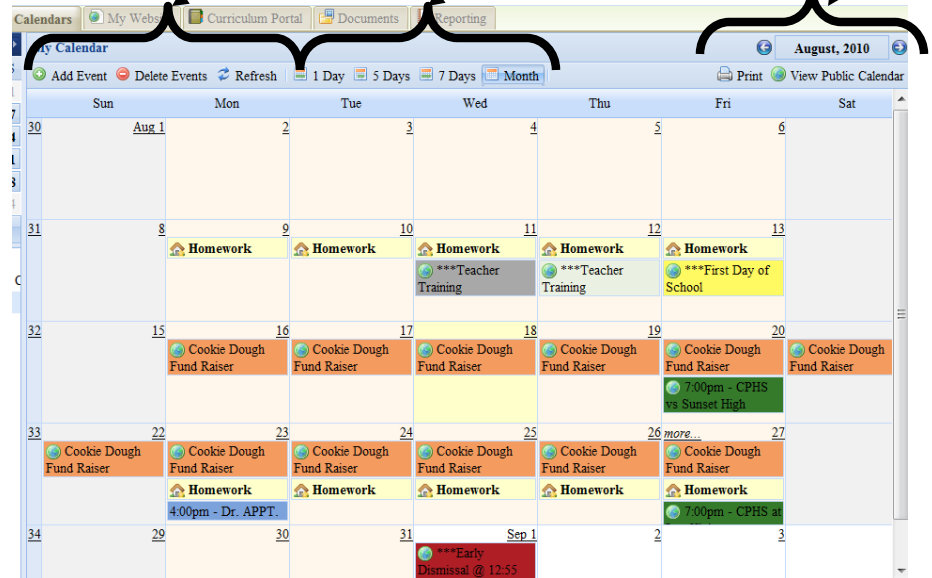 Calendars My Websi Curriculum Portal Documents Reporting
My Calendar August, 2010
Add Event Delete Events Refresh 1 Day 5 Days 7 Days Month Print View Public Calendar
Sun Mon Tue Wed Thu Fri Sat
30 Aug 1 2 3 4 5 6
31 8 9 10 11 12 13
Homework Homework Homework Homework Homework
***Teacher ***Teacher ***First Day of
Training Training School
32 15 16 17 18 19 20
Cookie Dough Cookie Dough Cookie Dough Cookie Dough Cookie Dough Cookie Dough
Fund Raiser Fund Raiser Fund Raiser Fund Raiser Fund Raiser Fund Raiser
7:00pm - CPHS
vs Sunset High
33 22 23 24 25 26 more... 27
Cookie Dough Cookie Dough Cookie Dough Cookie Dough Cookie Dough Cookie Dough
Fund Raiser Fund Raiser Fund Raiser Fund Raiser Fund Raiser Fund Raiser
Homework Homework Homework Homework Homework
4:00pm - Dr. APPT. 7:00pm - CPHS at
34 29 30 31 Sep 1 2 3
***Early
Dismissal @ 12:55